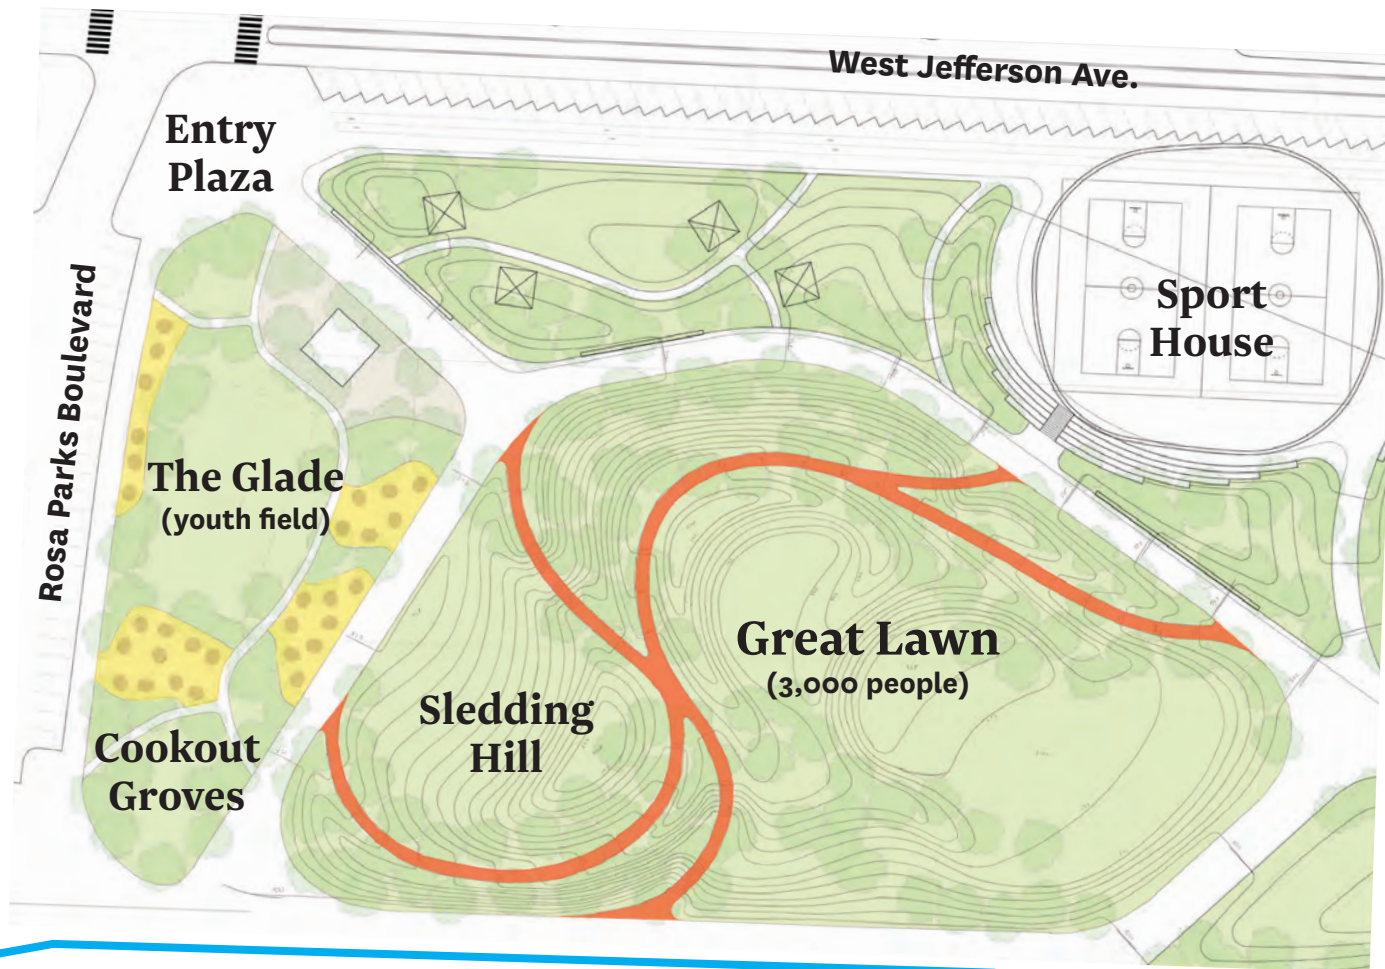 West Jefferson Ave.
Entry
Plaza
Rosa Parks Boulevard
Sport
House
The Glade
(youth field)
Great Lawn
(3,000 people)
Sledding
Hill
Cookout
Groves